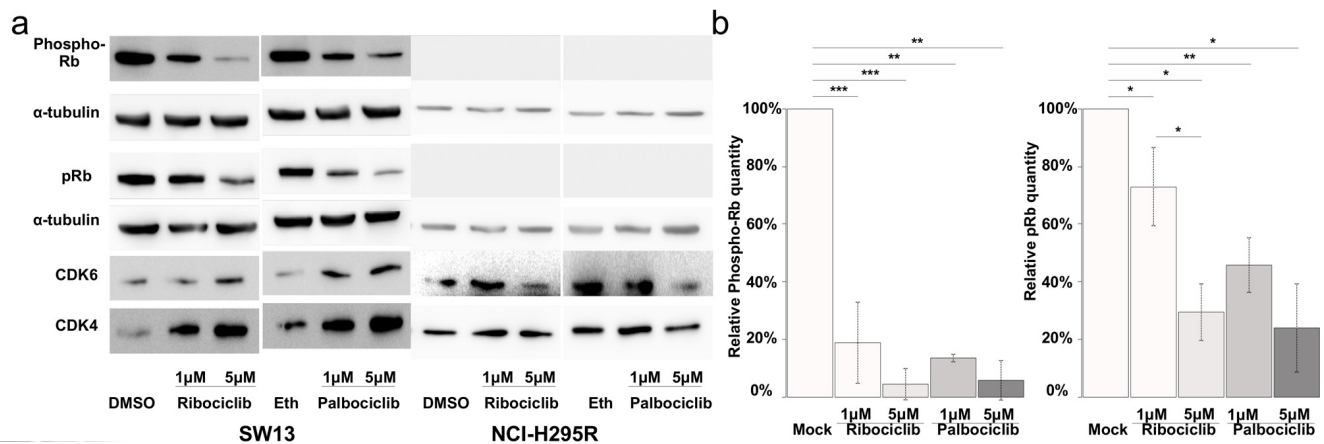 a
Phospho-
Rb
α-tubulin
pRb
α-tubulin
CDK6
CDK4
1µM 5µM 1µM 5µM 1µM 5µM 1µM 5µM
DMSO Ribociclib Eth Palbociclib DMSO Ribociclib Eth Palbociclib
SW13 NCI-H295R
b
**
**
***
***
100%
80%
60%
40%
20%
0%
Relative Phospho-Rb quantity
1µM 5µM 1µM 5µM
Mock Ribociclib Palbociclib
*
**
*
*
*
100%
80%
60%
40%
20%
0%
Relative pRb quantity
1µM 5µM 1µM 5µM
Mock Ribociclib Palbociclib